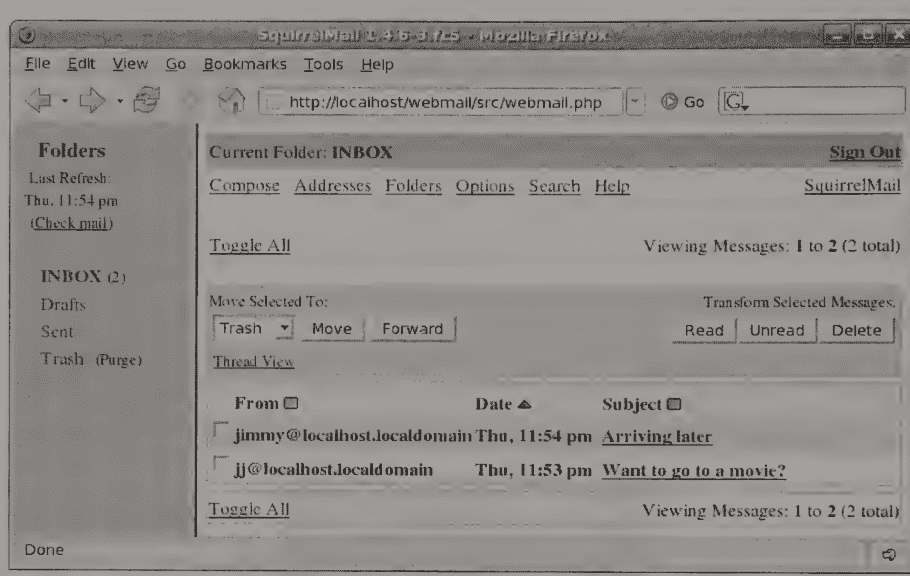 SquirrelMail 1.4.6-3.fc5 - Mozilla Firefox
File Edit View Go Bookmarks Tools Help
http://localhost/webmail/src/webmail.php Go G
Folders
Last Refresh:
Thu, 11:54 pm
(Check mail)
INBOX (2)
Drafts
Sent
Trash (Purge)
Current Folder: INBOX Sign Out
Compose Addresses Folders Options Search Help SquirrelMail
Toggle All Viewing Messages: 1 to 2 (2 total)
Move Selected To: Transform Selected Messages:
Trash Move Forward Read Unread Delete
Thread View
From Date Subject
jimmy@localhost.localdomain Thu, 11:54 pm Arriving later
jj@localhost.localdomain Thu, 11:53 pm Want to go to a movie?
Toggle All Viewing Messages: 1 to 2 (2 total)
Done